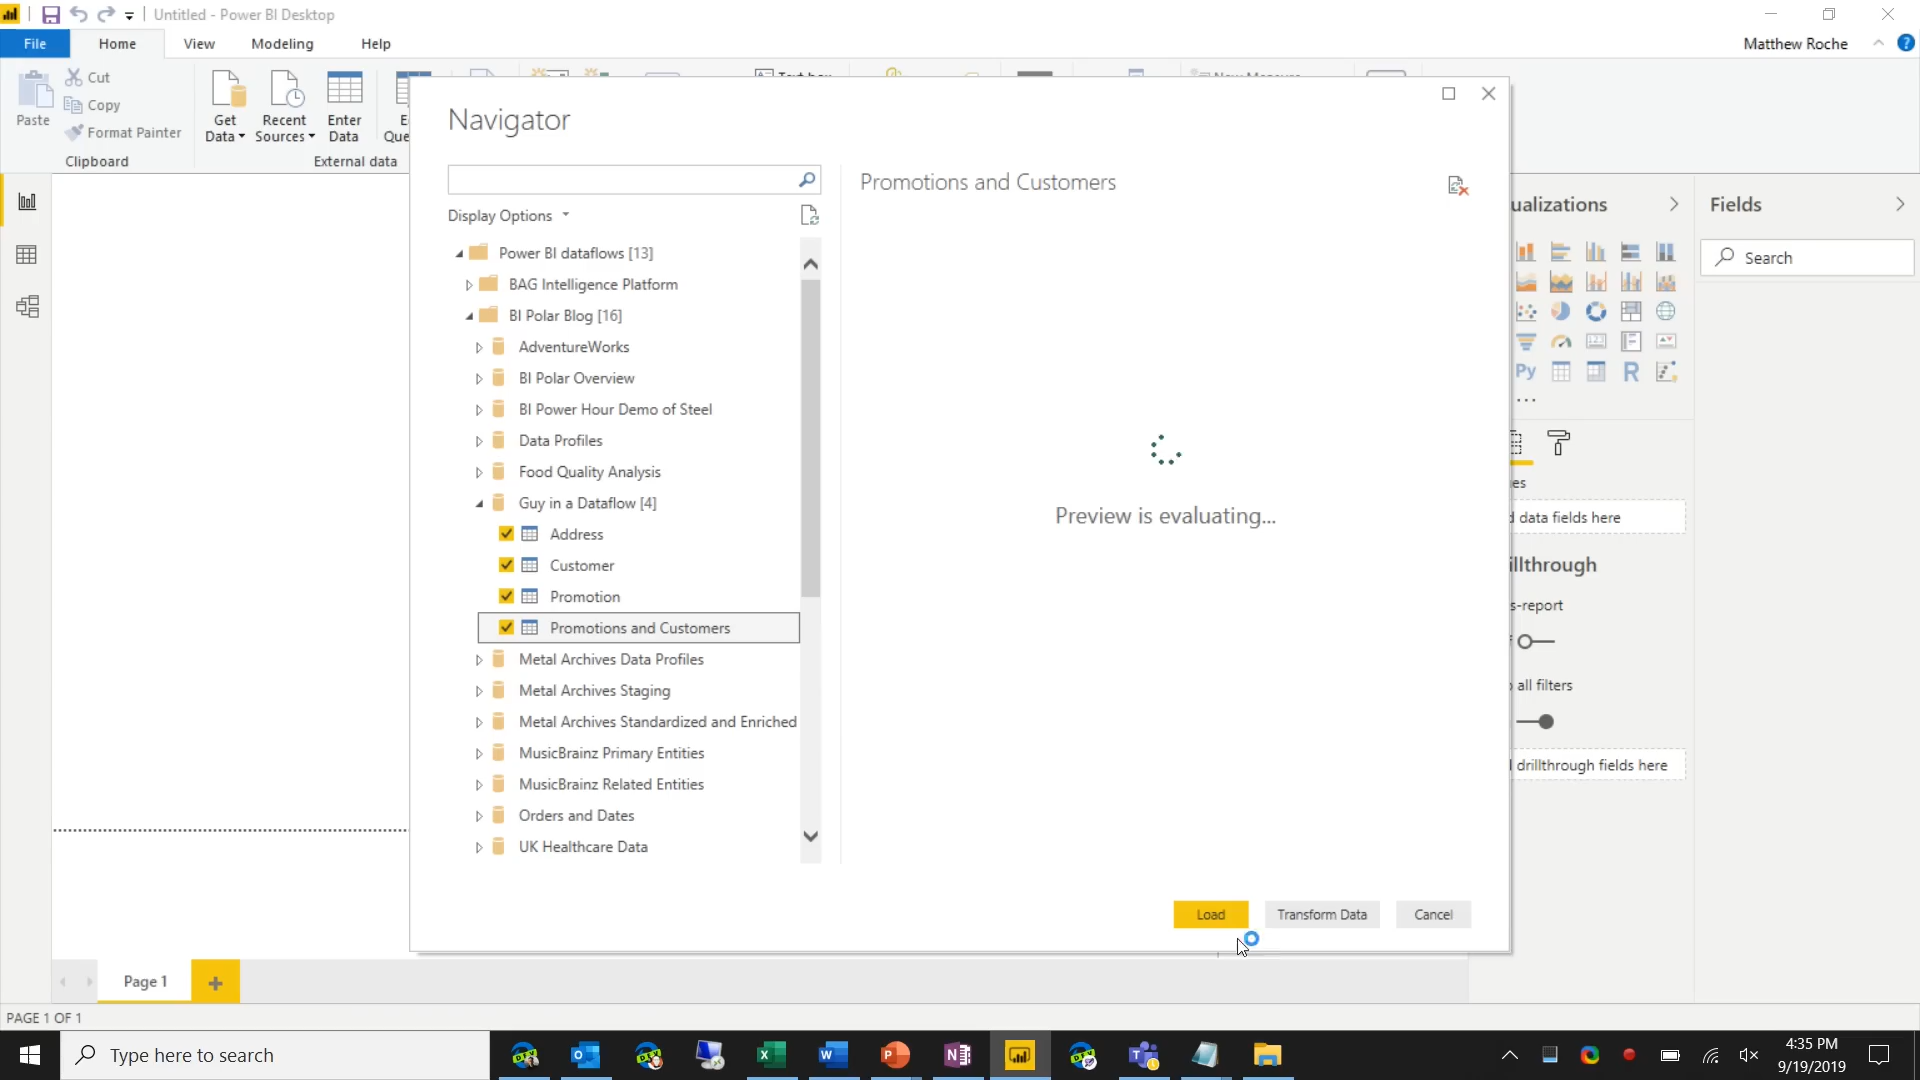 Untitled - Power BI Desktop
File Home View Modeling Help
Matthew Roche
Cut
Copy
Format Painter
Paste
Clipboard
Get Data
Recent Sources
Enter Data
External data
Navigator
Display Options
Power BI dataflows [13]
BAG Intelligence Platform
BI Polar Blog [16]
AdventureWorks
BI Polar Overview
BI Power Hour Demo of Steel
Data Profiles
Food Quality Analysis
Guy in a Dataflow [4]
Address
Customer
Promotion
Promotions and Customers
Metal Archives Data Profiles
Metal Archives Staging
Metal Archives Standardized and Enriched
MusicBrainz Primary Entities
MusicBrainz Related Entities
Orders and Dates
UK Healthcare Data
Promotions and Customers
Preview is evaluating...
Load Transform Data Cancel
ualizations
Py
R
...
es
d data fields here
illthrough
s-report
all filters
drillthrough fields here
Fields
Search
Page 1
PAGE 1 OF 1
Type here to search
4:35 PM
9/19/2019